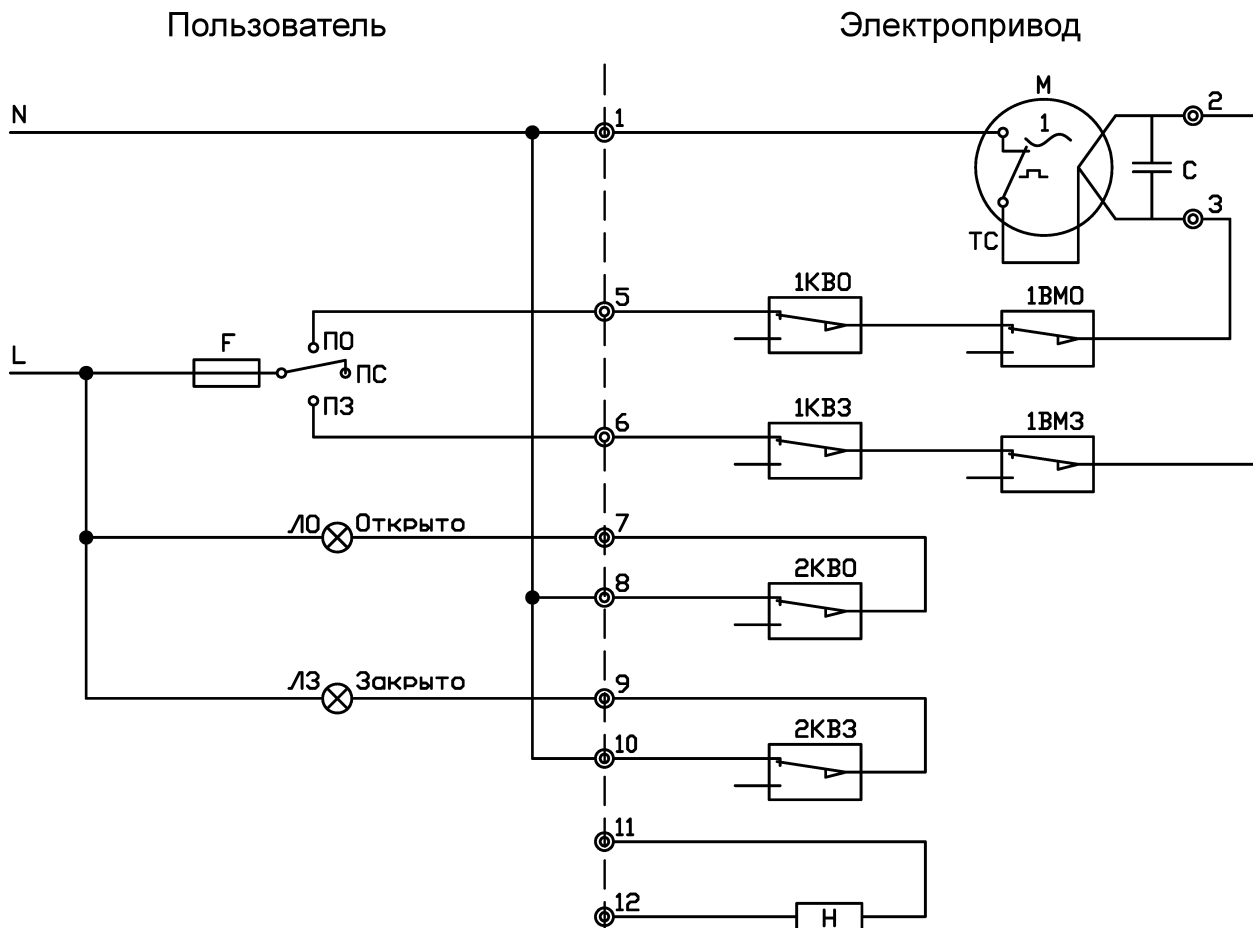 Пользователь
Электропривод
N
1
M
1
2
C
3
ТС
5
1КВО
1ВМО
F
ПО
L
ПС
ПЗ
6
1КВЗ
1ВМЗ
ЛО
Открыто
7
8
2КВО
ЛЗ
Закрыто
9
10
2КВЗ
11
12
Н